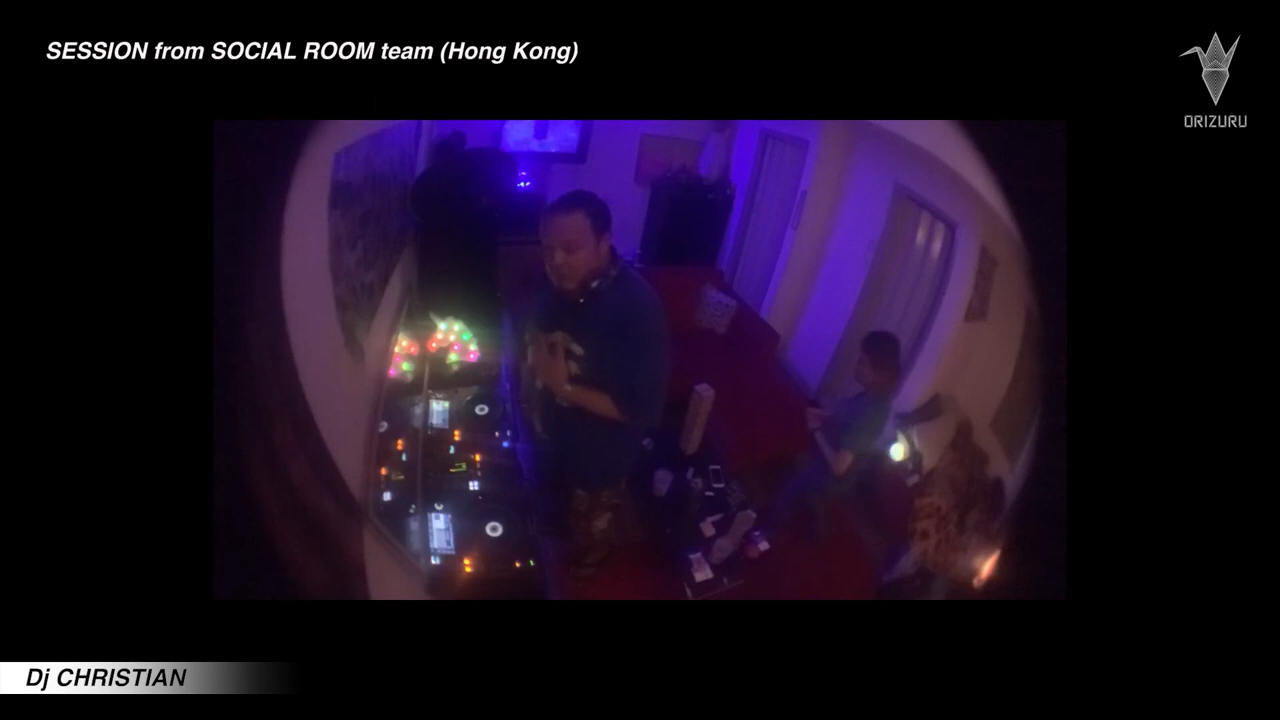 SESSION from SOCIAL ROOM team (Hong Kong)
ORIZURU
Dj CHRISTIAN